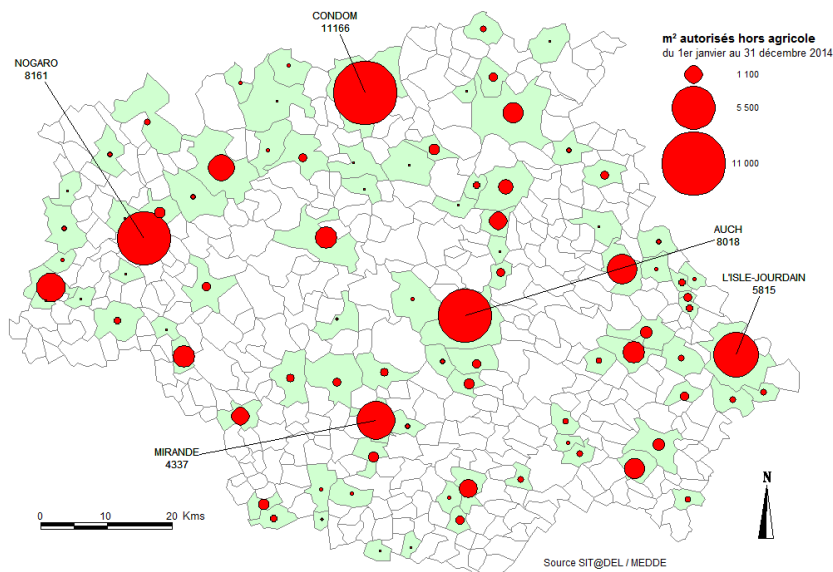 CONDOM
11166
NOGARO
8161
m² autorisés hors agricole
du 1er janvier au 31 décembre 2014
1 100
5 500
11 000
AUCH
8018
L'ISLE-JOURDAIN
5815
MIRANDE
4337
N
0 10 20 Kms
Source SIT@DEL / MEDDE